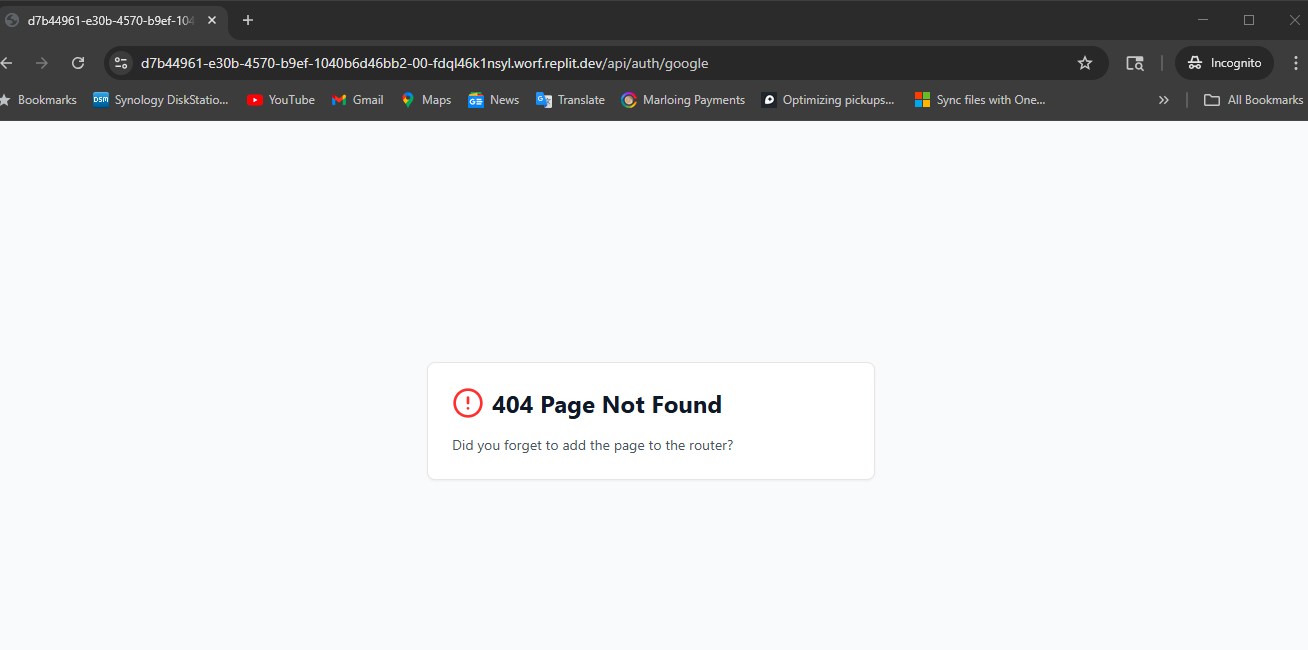 d7b44961-e30b-4570-b9ef-104
d7b44961-e30b-4570-b9ef-1040b6d46bb2-00-fdql46k1nsyl.worf.replit.dev/api/auth/google
Incognito
Bookmarks
DSM Synology DiskStatio...
YouTube
Gmail
Maps
News
Translate
Marloing Payments
Optimizing pickups...
Sync files with One...
All Bookmarks
404 Page Not Found
Did you forget to add the page to the router?